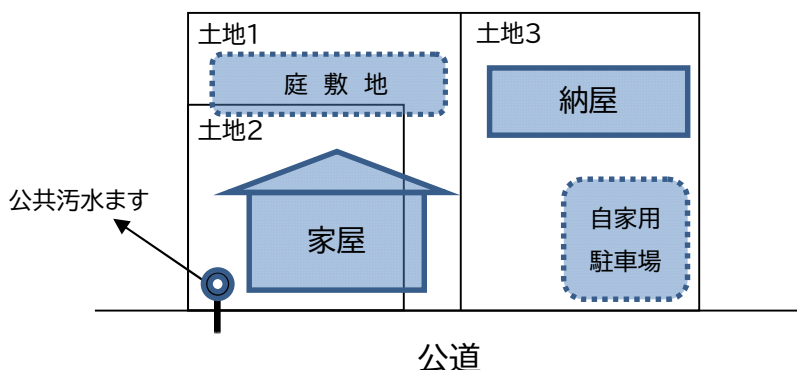 土地1
土地3
庭 敷 地
納屋
土地2
公共汚水ます
家屋
自家用
駐車場
公道